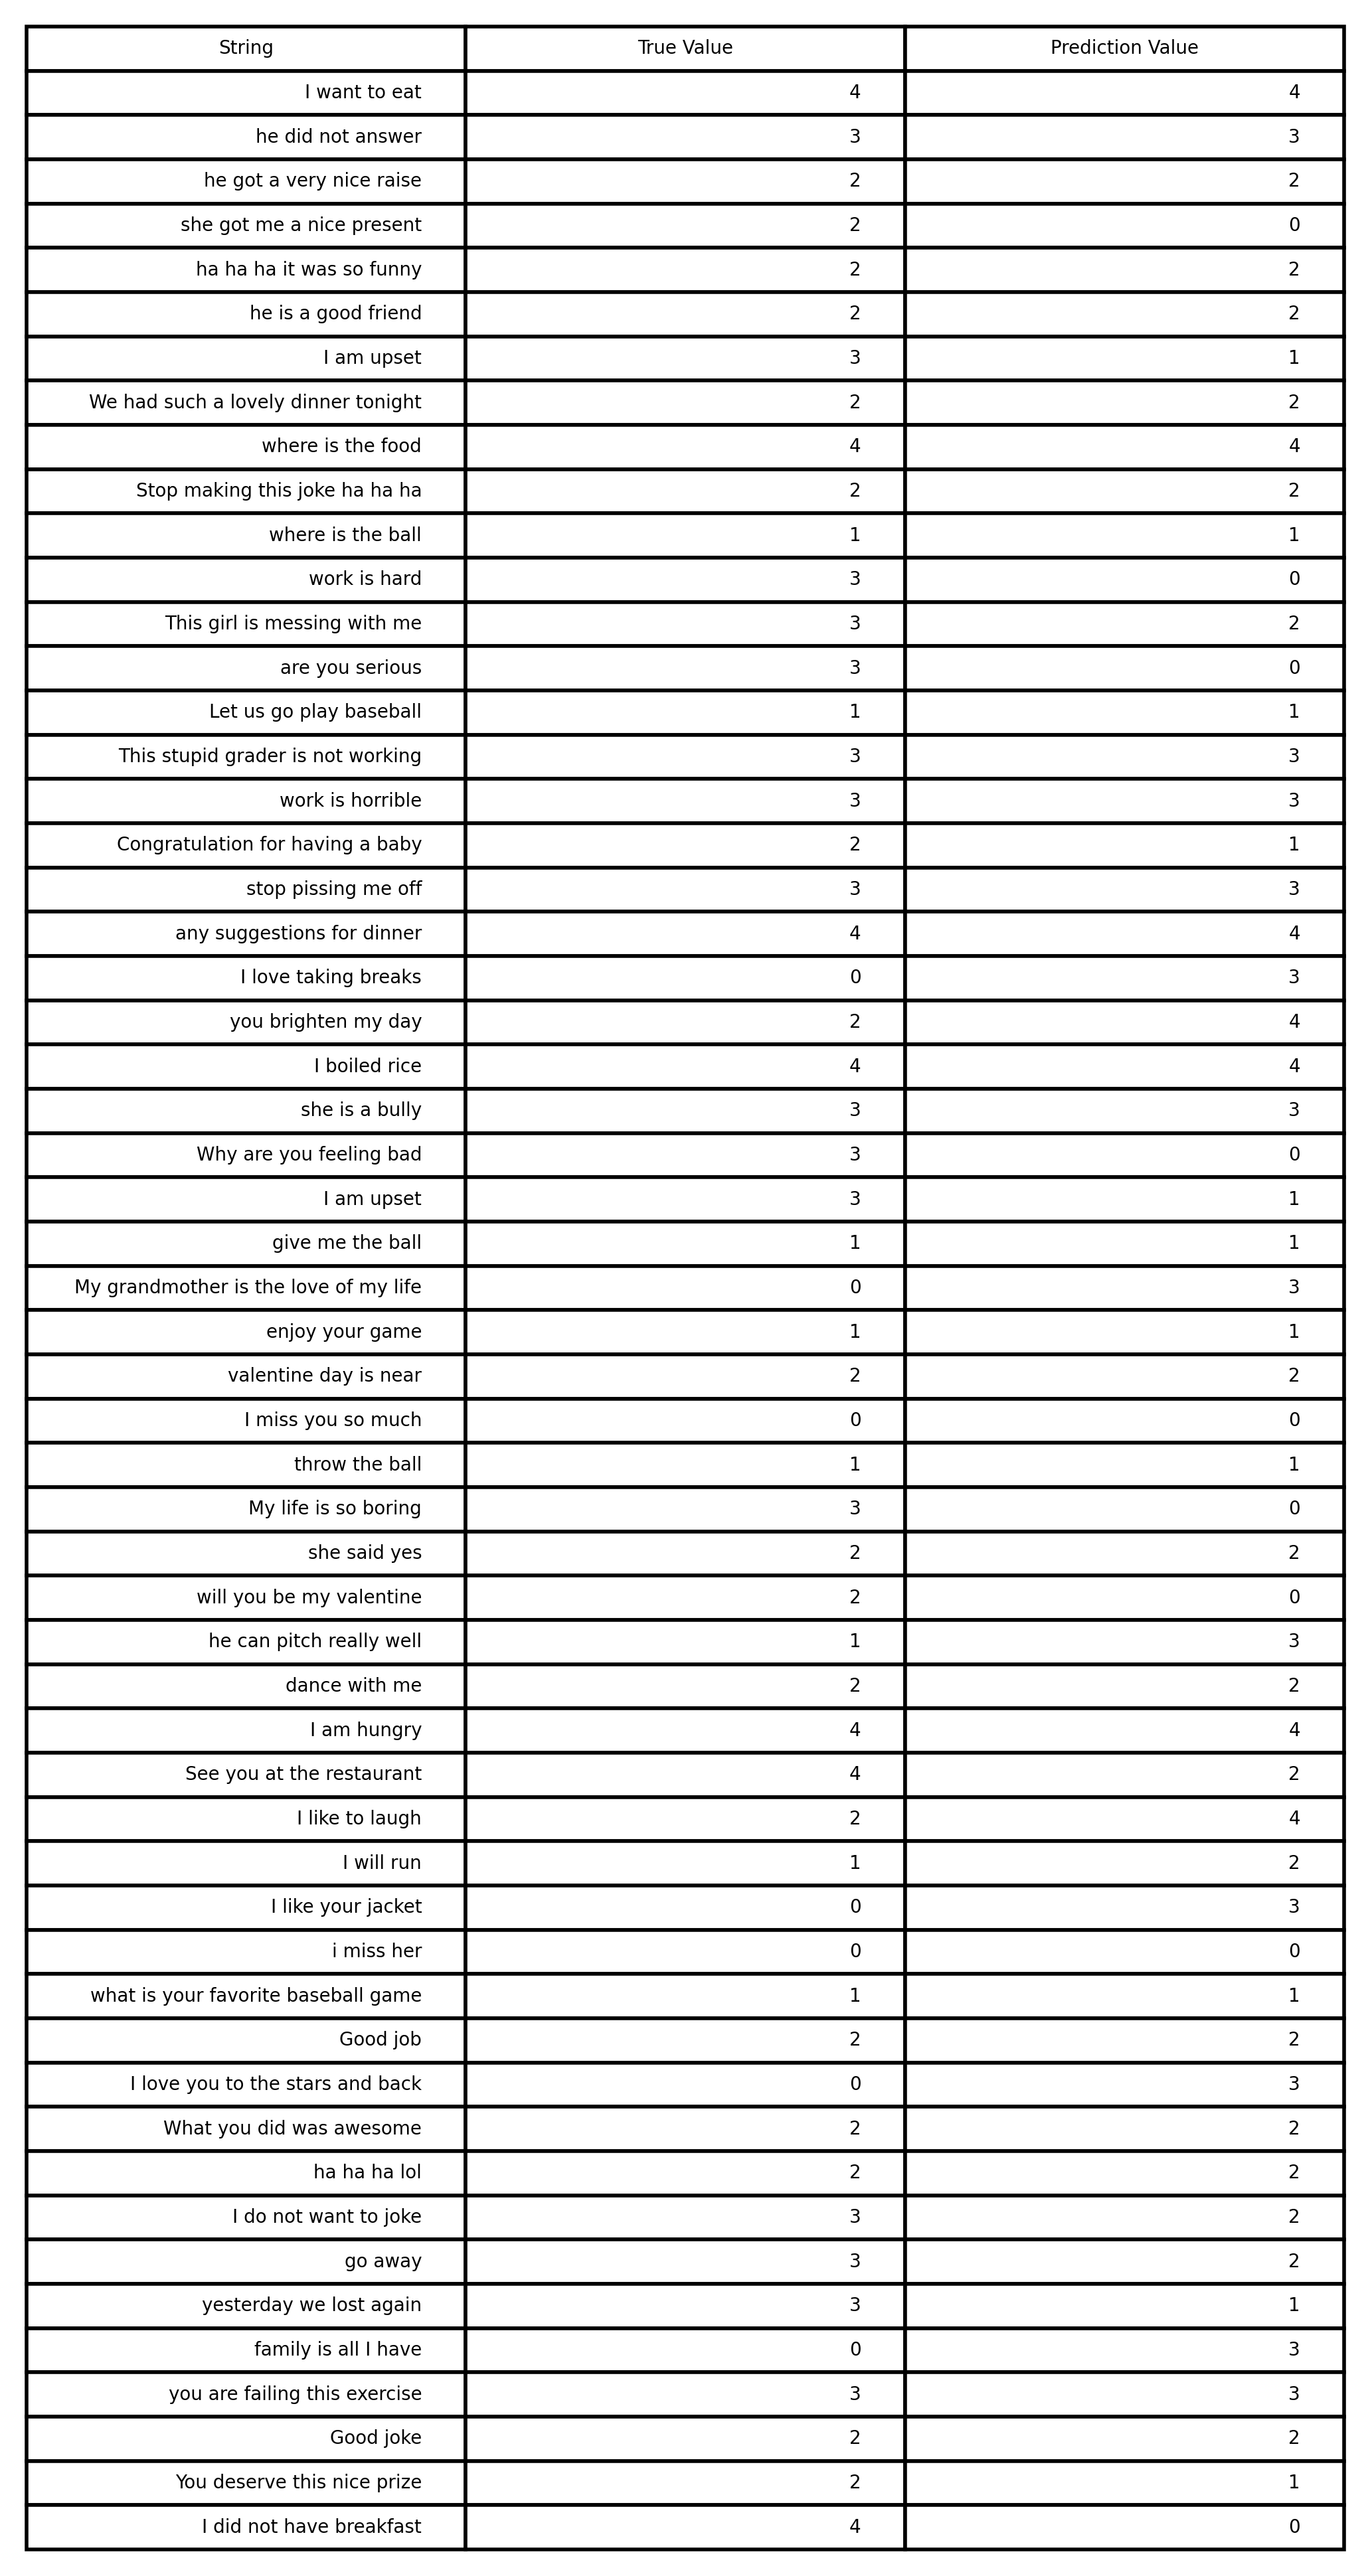 String True Value Prediction Value
I want to eat 4 4
he did not answer 3 3
he got a very nice raise 2 2
she got me a nice present 2 0
ha ha ha it was so funny 2 2
he is a good friend 2 2
I am upset 3 1
We had such a lovely dinner tonight 2 2
where is the food 4 4
Stop making this joke ha ha ha 2 2
where is the ball 1 1
work is hard 3 0
This girl is messing with me 3 2
are you serious 3 0
Let us go play baseball 1 1
This stupid grader is not working 3 3
work is horrible 3 3
Congratulation for having a baby 2 1
stop pissing me off 3 3
any suggestions for dinner 4 4
I love taking breaks 0 3
you brighten my day 2 4
I boiled rice 4 4
she is a bully 3 3
Why are you feeling bad 3 0
I am upset 3 1
give me the ball 1 1
My grandmother is the love of my life 0 3
enjoy your game 1 1
valentine day is near 2 2
I miss you so much 0 0
throw the ball 1 1
My life is so boring 3 0
she said yes 2 2
will you be my valentine 2 0
he can pitch really well 1 3
dance with me 2 2
I am hungry 4 4
See you at the restaurant 4 2
I like to laugh 2 4
I will run 1 2
I like your jacket 0 3
i miss her 0 0
what is your favorite baseball game 1 1
Good job 2 2
I love you to the stars and back 0 3
What you did was awesome 2 2
ha ha ha lol 2 2
I do not want to joke 3 2
go away 3 2
yesterday we lost again 3 1
family is all I have 0 3
you are failing this exercise 3 3
Good joke 2 2
You deserve this nice prize 2 1
I did not have breakfast 4 0